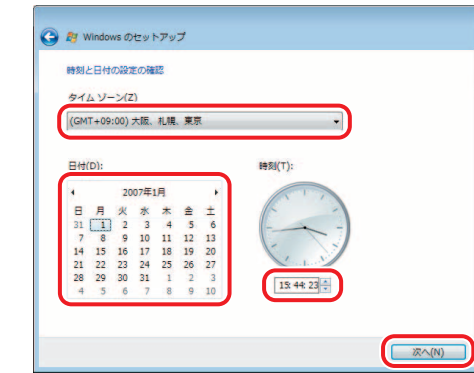 Windows のセットアップ
時刻と日付の設定の確認
タイム ゾーン(Z)
(GMT+09:00) 大阪、札幌、東京
日付(D):
2007年1月
日 月 火 水 木 金 土
31 1 2 3 4 5 6
7 8 9 10 11 12 13
14 15 16 17 18 19 20
21 22 23 24 25 26 27
28 29 30 31 1 2 3
4 5 6 7 8 9 10
時刻(T):
15:44:23
次へ(N)